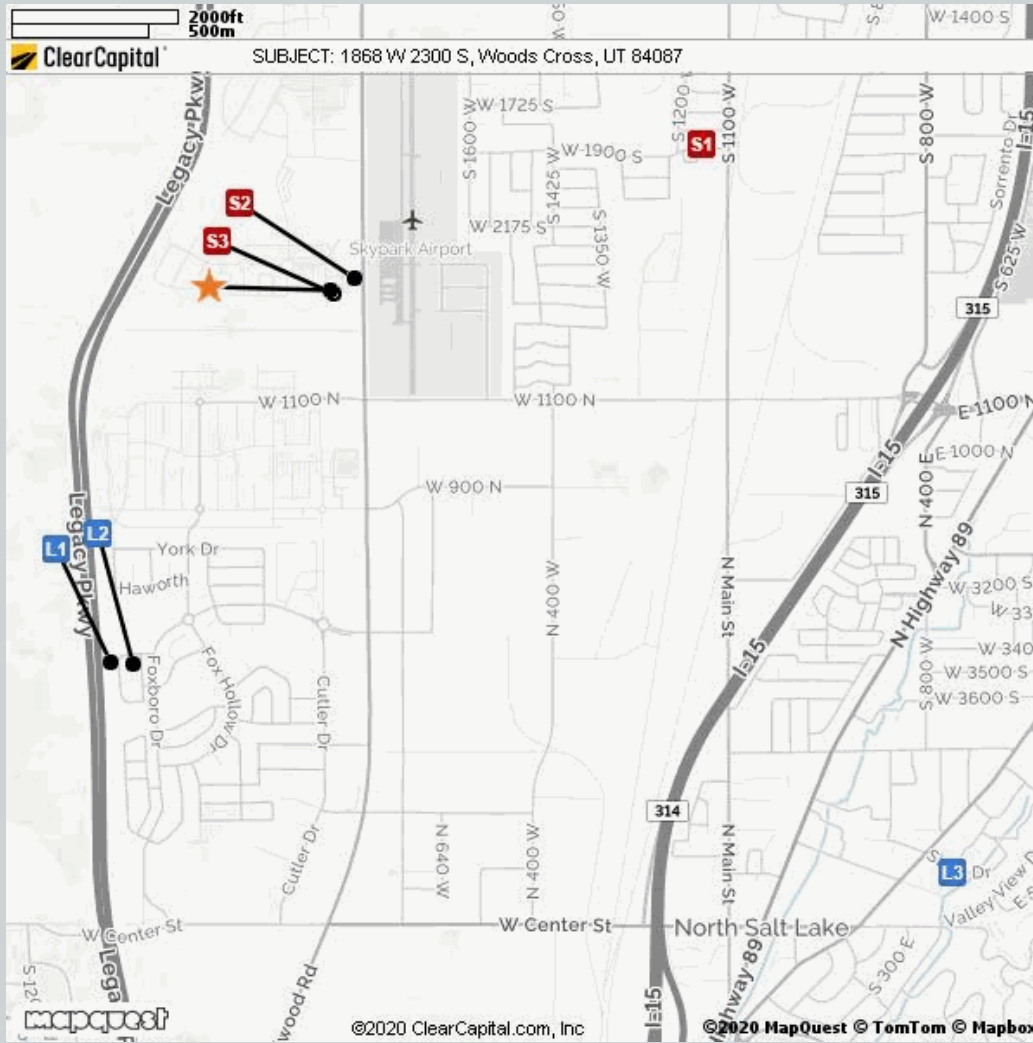 2000ft
500m
W 1400 S
ClearCapital
SUBJECT: 1868 W 2300 S, Woods Cross, UT 84087
Legacy Pkwy
W 1725 S
S 1600 W
S 1425 W
W 1900 S
S 1200 W
S1
S 1100 W
S 800 W
Sorrento Dr
I-15
S2
S3
W 2175 S
S 1350 W
Skypark Airport
S 625 W
315
W 1100 N
W 1100 N
E 1100 N
E 1000 N
I-15
315
N 400 E
W 900 N
Legacy Pkwy
L1
L2
York Dr
Haworth
N 400 W
N Main St
N Highway 89
W 3200 S
W 33
W 340
W 3500 S
W 3600 S
S 800 W
I-15
Foxboro Dr
Fox Hollow Dr
Cutler Dr
314
Cutler Dr
N 640 W
N 400 W
N Main St
L3
Dr
Valley View D
W Center St
W Center St
North Salt Lake
S 300 E
Lega
wood Rd
I-15
Highway 89
mapquest
©2020 ClearCapital.com, Inc
©2020 MapQuest © TomTom © Mapbox